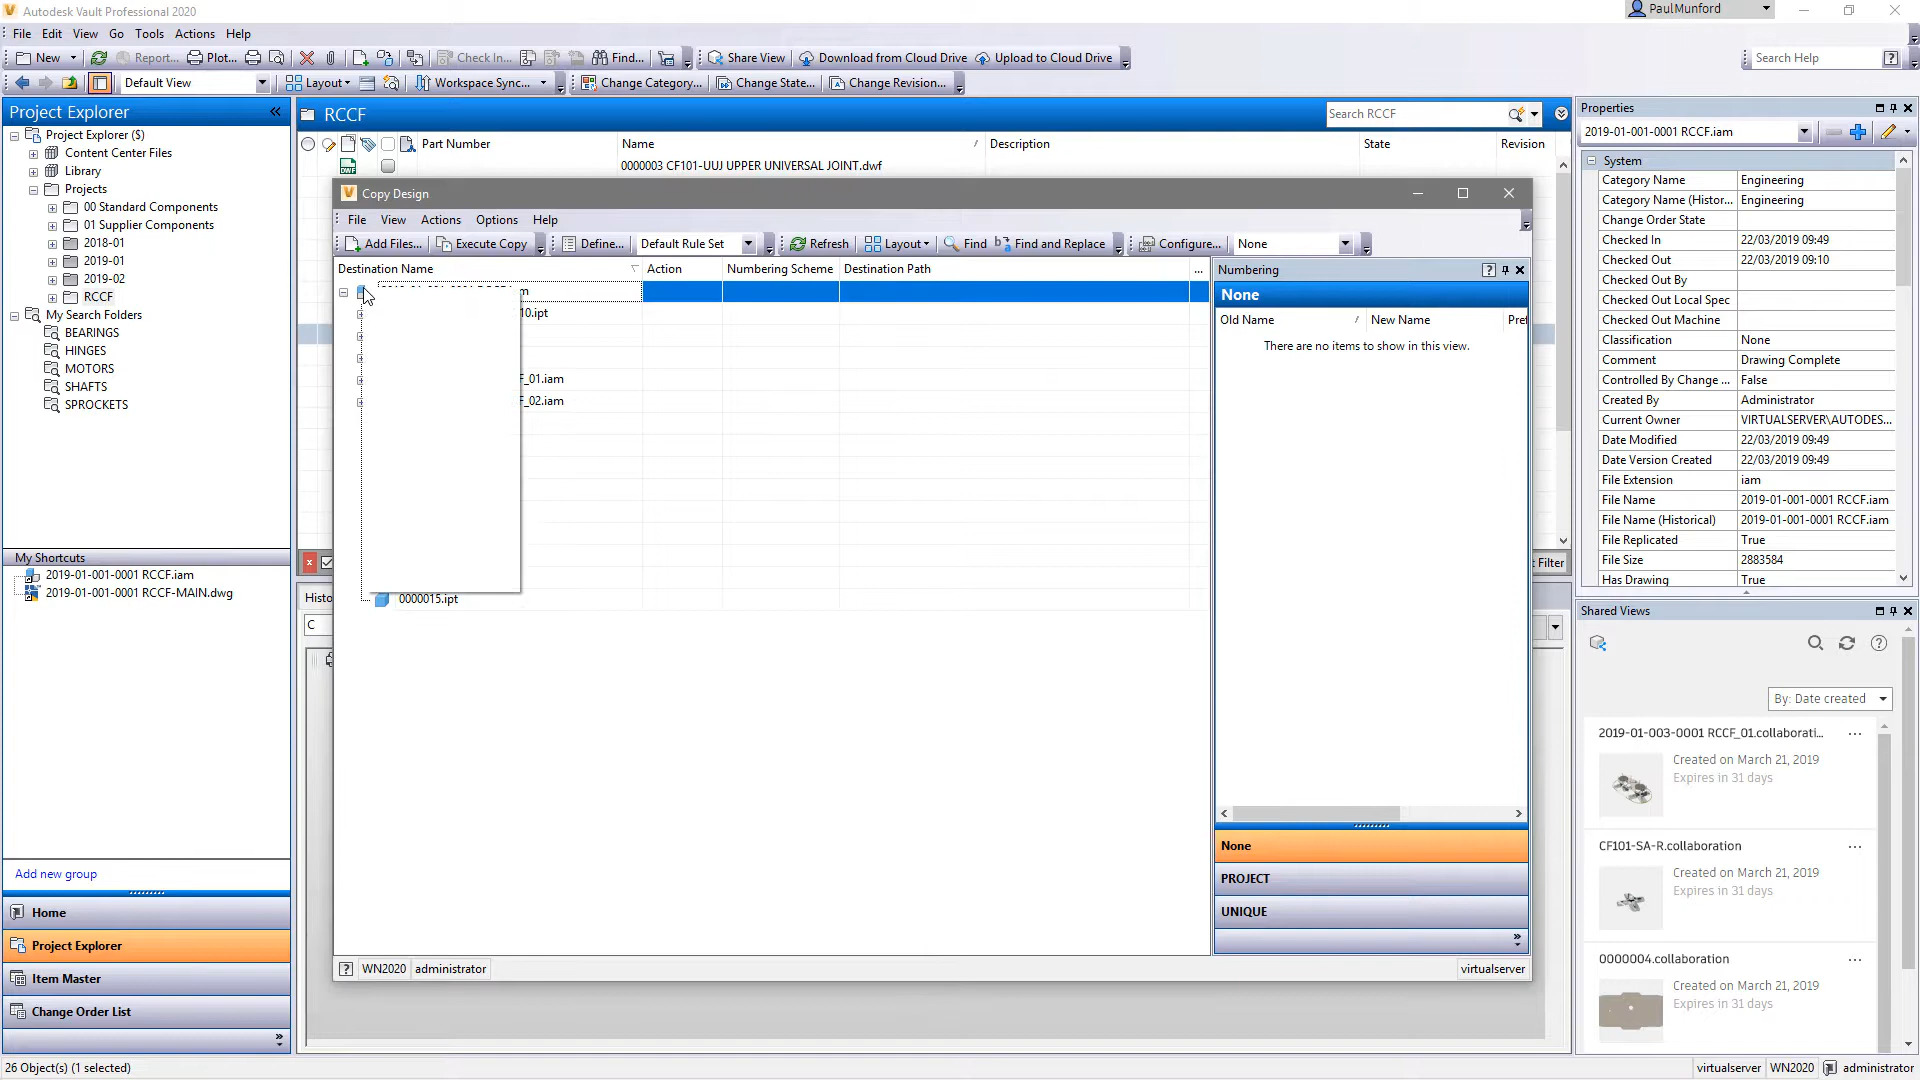 Autodesk Vault Professional 2020
PaulMunford
File Edit View Go Tools Actions Help
New Report... Plot... Check In... Find... Share View Download from Cloud Drive Upload to Cloud Drive Search Help
Default View Layout Workspace Sync... Change Category... Change State... Change Revision...
Project Explorer
Project Explorer ($)
Content Center Files
Library
Projects
00 Standard Components
01 Supplier Components
2018-01
2019-01
2019-02
RCCF
My Search Folders
BEARINGS
HINGES
MOTORS
SHAFTS
SPROCKETS
My Shortcuts
2019-01-001-0001 RCCF.iam
2019-01-001-0001 RCCF-MAIN.dwg
Add new group
Home
Project Explorer
Item Master
Change Order List
26 Object(s) (1 selected)
RCCF
Search RCCF
Part Number Name Description State Revision
0000003 CF101-UUJ UPPER UNIVERSAL JOINT.dwf
Copy Design
File View Actions Options Help
Add Files... Execute Copy Define... Default Rule Set Refresh Layout Find Find and Replace Configure... None
Destination Name Action Numbering Scheme Destination Path ...
m
10.ipt
F_01.iam
F_02.iam
0000015.ipt
Numbering
None
Old Name New Name Pref
There are no items to show in this view.
None
PROJECT
UNIQUE
WN2020 administrator virtualserver
Histo
C
t Filter
Properties
2019-01-001-0001 RCCF.iam
System
Category Name Engineering
Category Name (Histor... Engineering
Change Order State
Checked In 22/03/2019 09:49
Checked Out 22/03/2019 09:10
Checked Out By
Checked Out Local Spec
Checked Out Machine
Classification None
Comment Drawing Complete
Controlled By Change ... False
Created By Administrator
Current Owner VIRTUALSERVER\AUTODES...
Date Modified 22/03/2019 09:49
Date Version Created 22/03/2019 09:49
File Extension iam
File Name 2019-01-001-0001 RCCF.iam
File Name (Historical) 2019-01-001-0001 RCCF.iam
File Replicated True
File Size 2883584
Has Drawing True
Shared Views
By: Date created
2019-01-003-0001 RCCF_01.collaborati...
Created on March 21, 2019
Expires in 31 days
CF101-SA-R.collaboration
Created on March 21, 2019
Expires in 31 days
0000004.collaboration
Created on March 21, 2019
Expires in 31 days
virtualserver WN2020 administrator